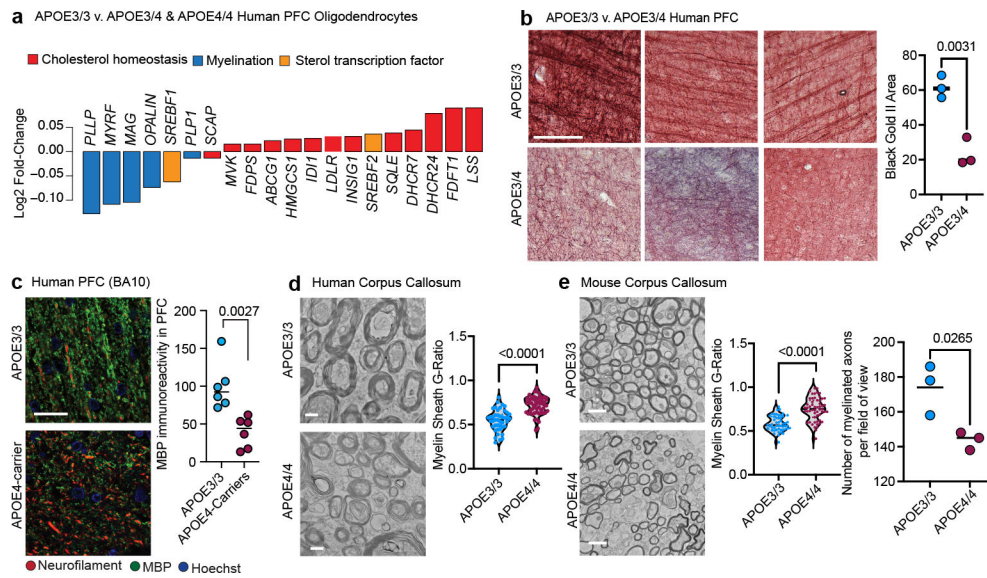 a APOE3/3 v. APOE3/4 & APOE4/4 Human PFC Oligodendrocytes
Cholesterol homeostasis Myelination Sterol transcription factor
Log2 Fold-Change
0.05
0.00
−0.05
−0.10
PLLP
MYRF
MAG
OPALIN
SREBF1
PLP1
SCAP
MVK
FDPS
ABCG1
HMGCS1
IDI1
LDLR
INSIG1
SREBF2
SQLE
DHCR7
DHCR24
FDFT1
LSS
b APOE3/3 v. APOE3/4 Human PFC
APOE3/3
APOE3/4
Black Gold II Area
80
60
40
20
0
0.0031
APOE3/3
APOE3/4
c Human PFC (BA10)
APOE3/3
APOE4-carrier
MBP immunoreactivity in PFC
200
150
100
50
0
0.0027
APOE3/3
APOE4-Carriers
Neurofilament MBP Hoechst
d Human Corpus Callosum
APOE3/3
APOE4/4
Myelin Sheath G-Ratio
1.5
1.0
0.5
0.0
<0.0001
APOE3/3
APOE4/4
e Mouse Corpus Callosum
APOE3/3
APOE4/4
Myelin Sheath G-Ratio
1.5
1.0
0.5
0.0
<0.0001
APOE3/3
APOE4/4
Number of myelinated axons
per field of view
200
180
160
140
120
0.0265
APOE3/3
APOE4/4